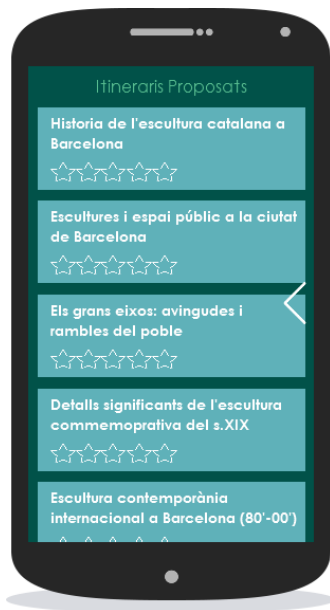 Itineraris Proposats
Historia de l'escultura catalana a
Barcelona
Escultures i espai públic a la ciutat
de Barcelona
Els grans eixos: avingudes i
rambles del poble
Detalls significants de l'escultura
commemoprativa del s.XIX
Escultura contemporània
internacional a Barcelona (80'-00')